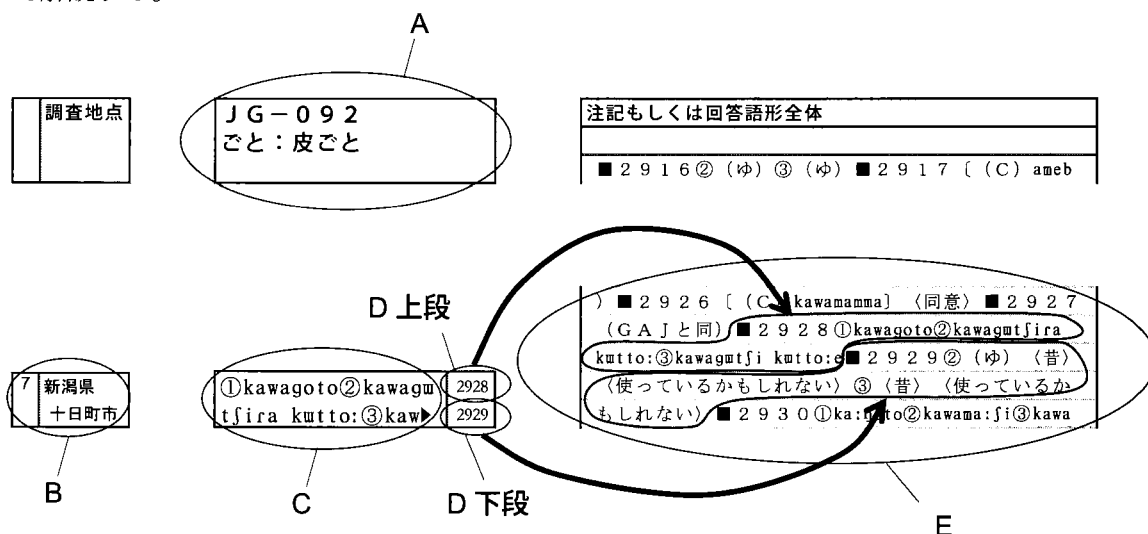 A
調査地点
JG-092
ごと：皮ごと
注記もしくは回答語形全体
■2916②（ゆ）③（ゆ）■2917〔（C）ameb
D 上段
）■2926〔（C kawamamma〕〈同意〉■2927
（GAJと同）■2928①kawagoto②kawagɯtʃira
kɯtto:③kawagɯtʃi kɯtto:e■2929②（ゆ）〈昔〉
〈使っているかもしれない〉③〈昔〉〈使っているか
もしれない〉■2930①ka: to②kawama:ʃi③kawa
7 新潟県
十日町市
①kawagoto②kawagɯ
tʃira kɯtto:③kaw▶
2928
2929
B
C
D 下段
E